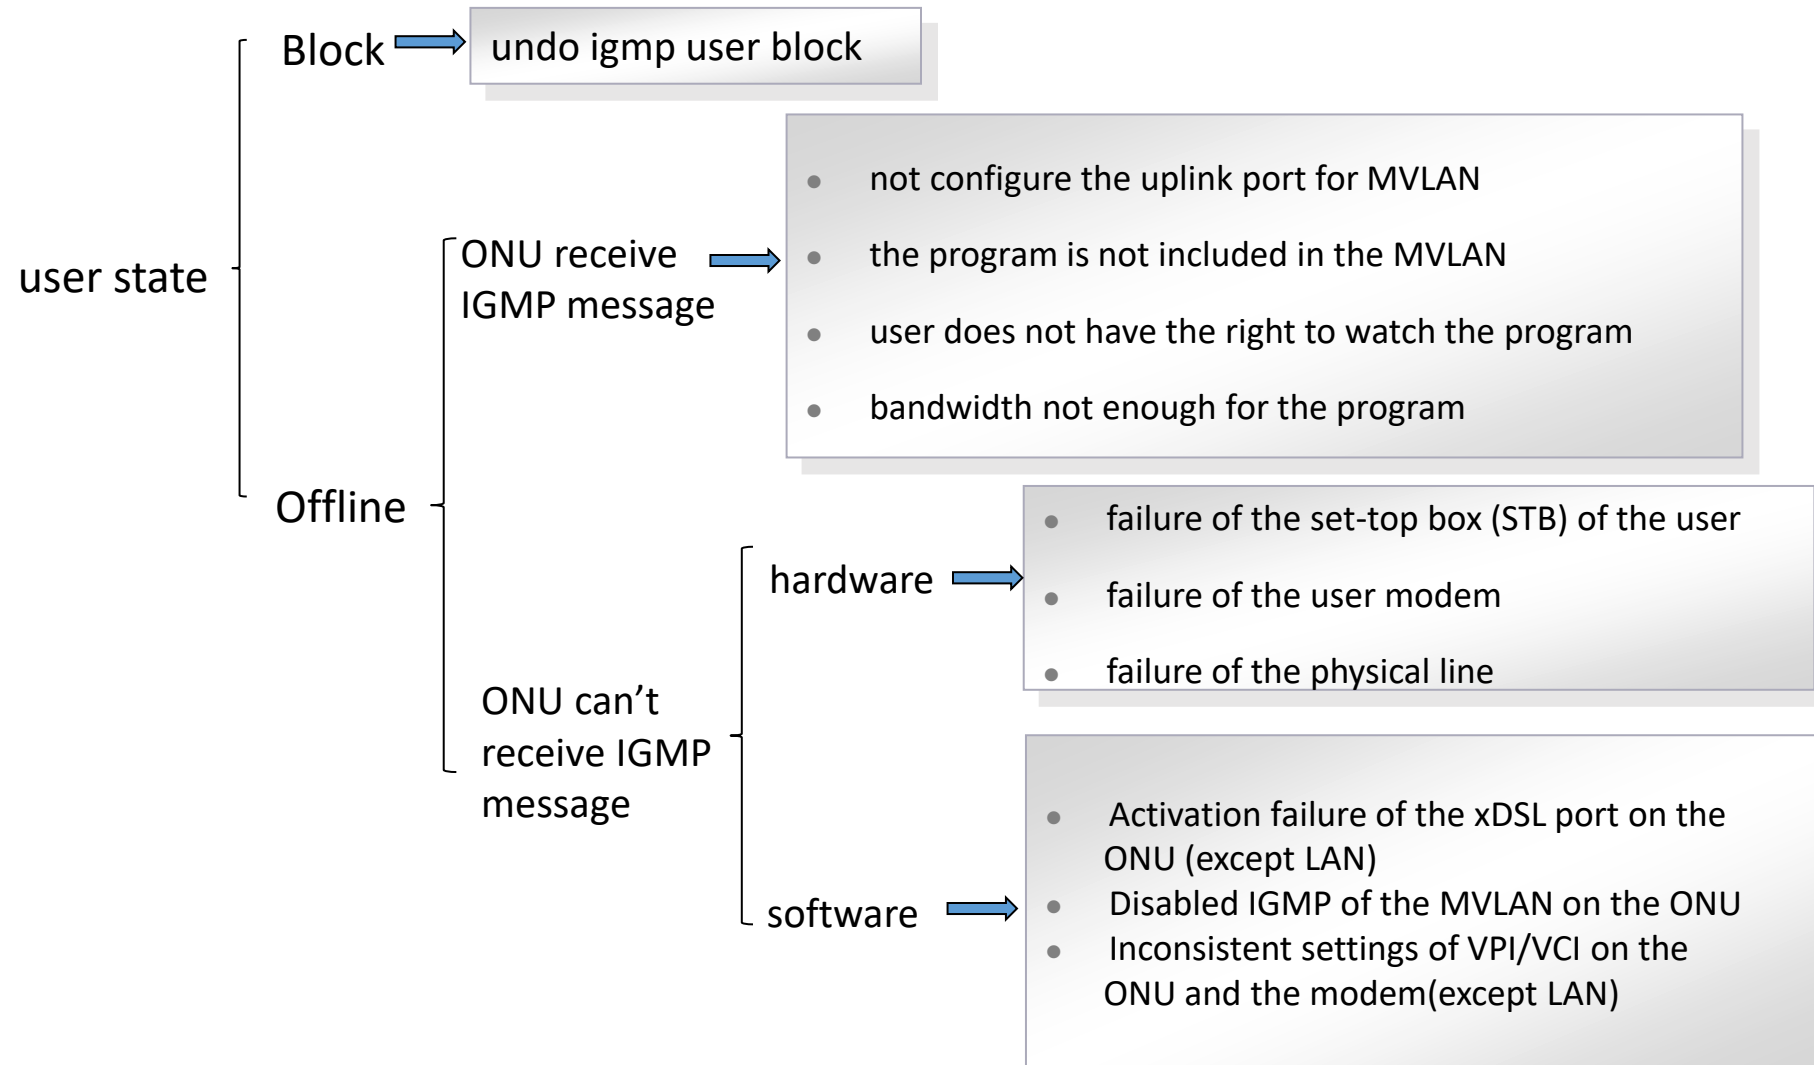 user state
Block
undo igmp user block
Offline
ONU receive
IGMP message
not configure the uplink port for MVLAN
the program is not included in the MVLAN
user does not have the right to watch the program
bandwidth not enough for the program
ONU can’t
receive IGMP
message
hardware
failure of the set-top box (STB) of the user
failure of the user modem
failure of the physical line
software
Activation failure of the xDSL port on the
ONU (except LAN)
Disabled IGMP of the MVLAN on the ONU
Inconsistent settings of VPI/VCI on the
ONU and the modem(except LAN)